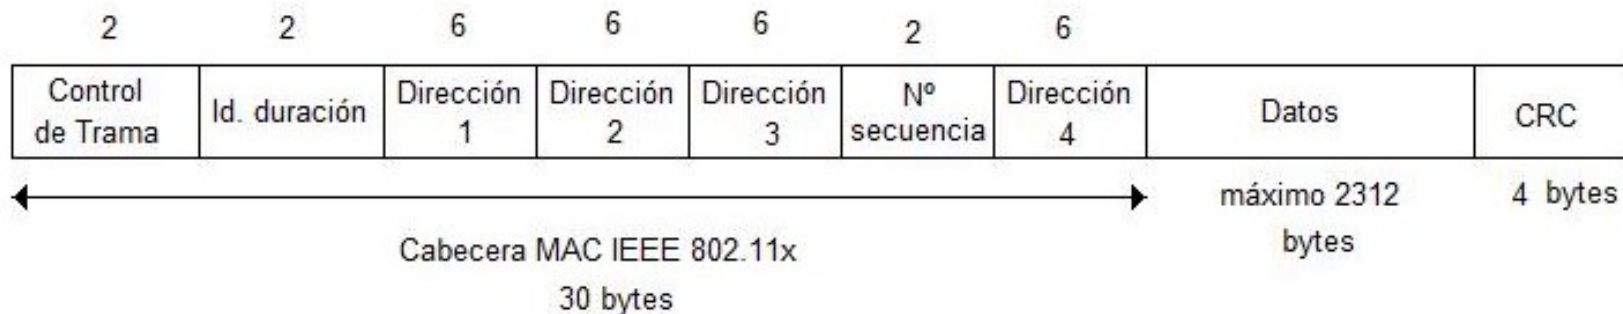 2 2 6 6 6 2 6
Control de Trama
Id. duración
Dirección 1
Dirección 2
Dirección 3
Nº secuencia
Dirección 4
Datos
CRC
máximo 2312 bytes
4 bytes
Cabecera MAC IEEE 802.11x
30 bytes